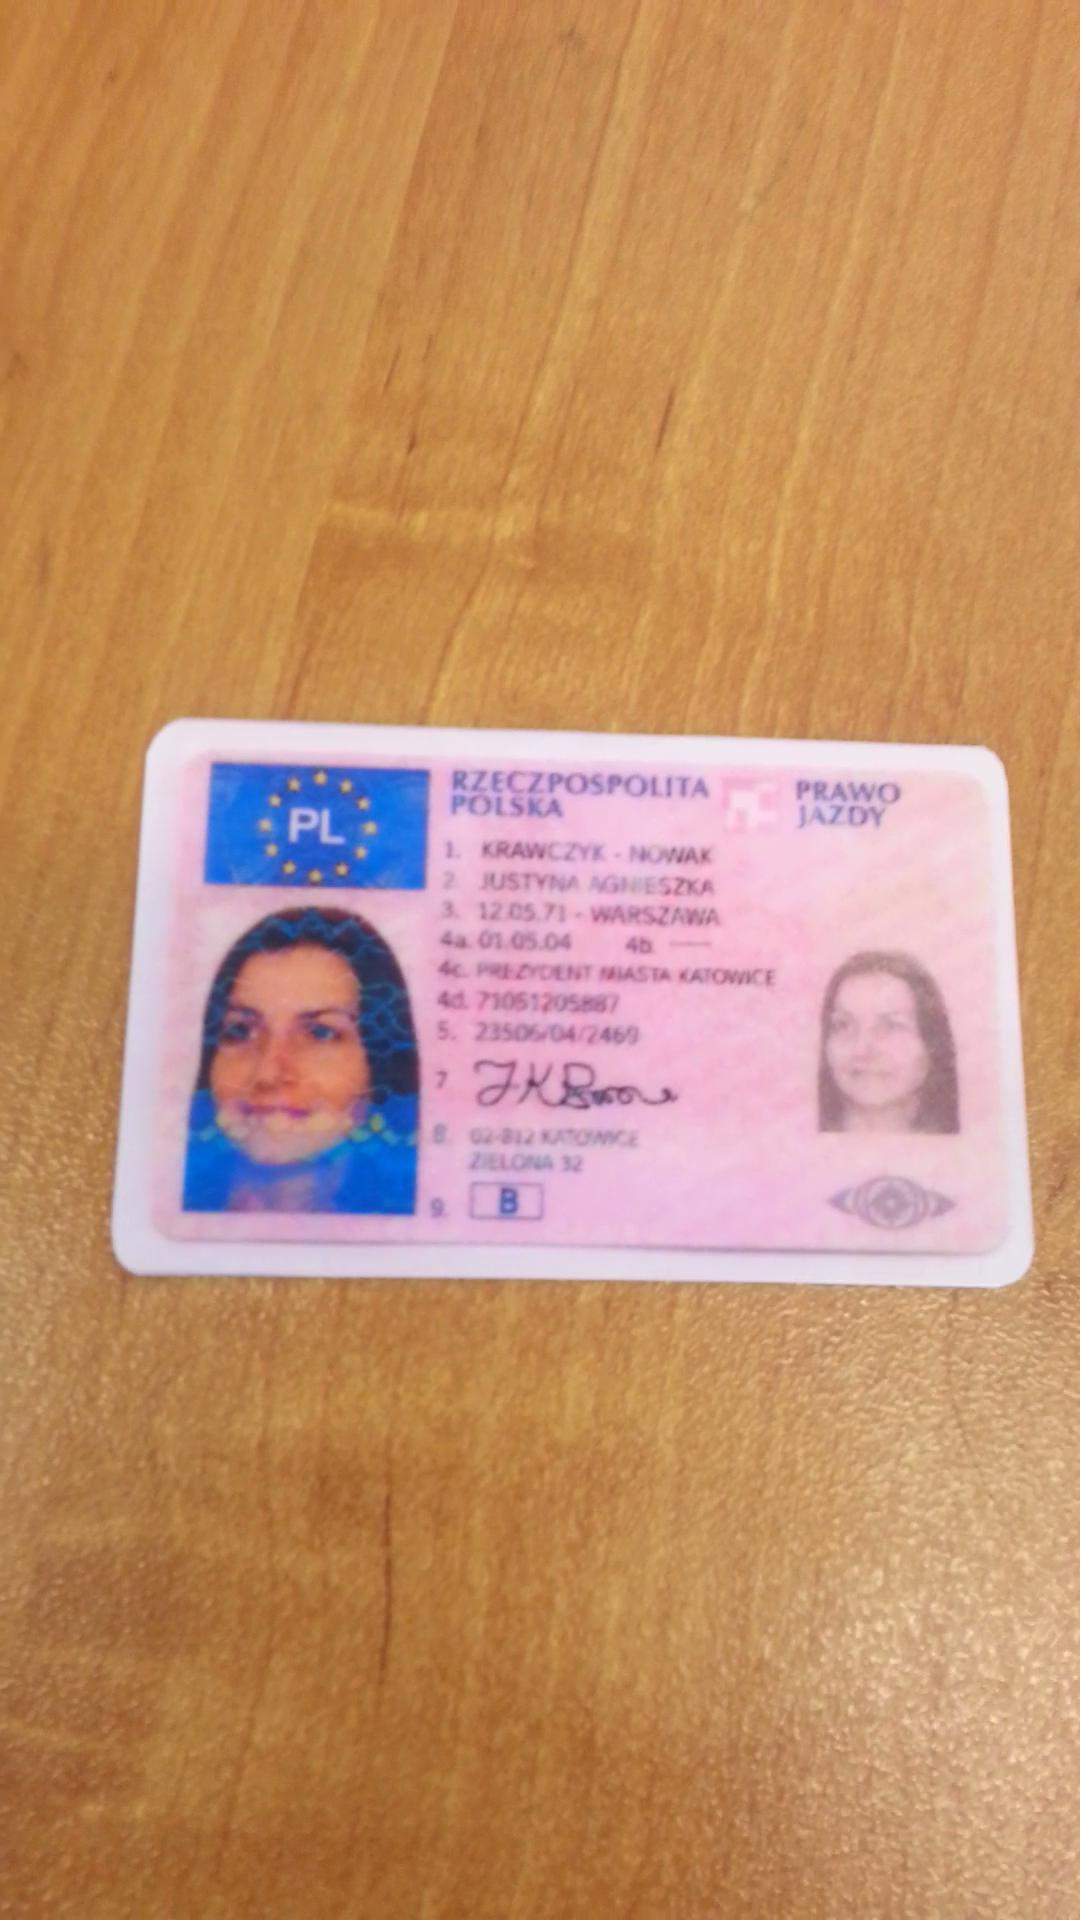 PL
RZECZPOSPOLITA
POLSKA
PRAWO
JAZDY
1. KRAWCZYK - NOWAK
2. JUSTYNA AGNIESZKA
3. 12.05.71 - WARSZAWA
4a. 01.05.04 4b. —
4c. PREZYDENT MIASTA KATOWICE
4d. 71051205887
5. 23506/04/2469
7.
8. 02-812 KATOWICE
ZIELONA 32
9. B